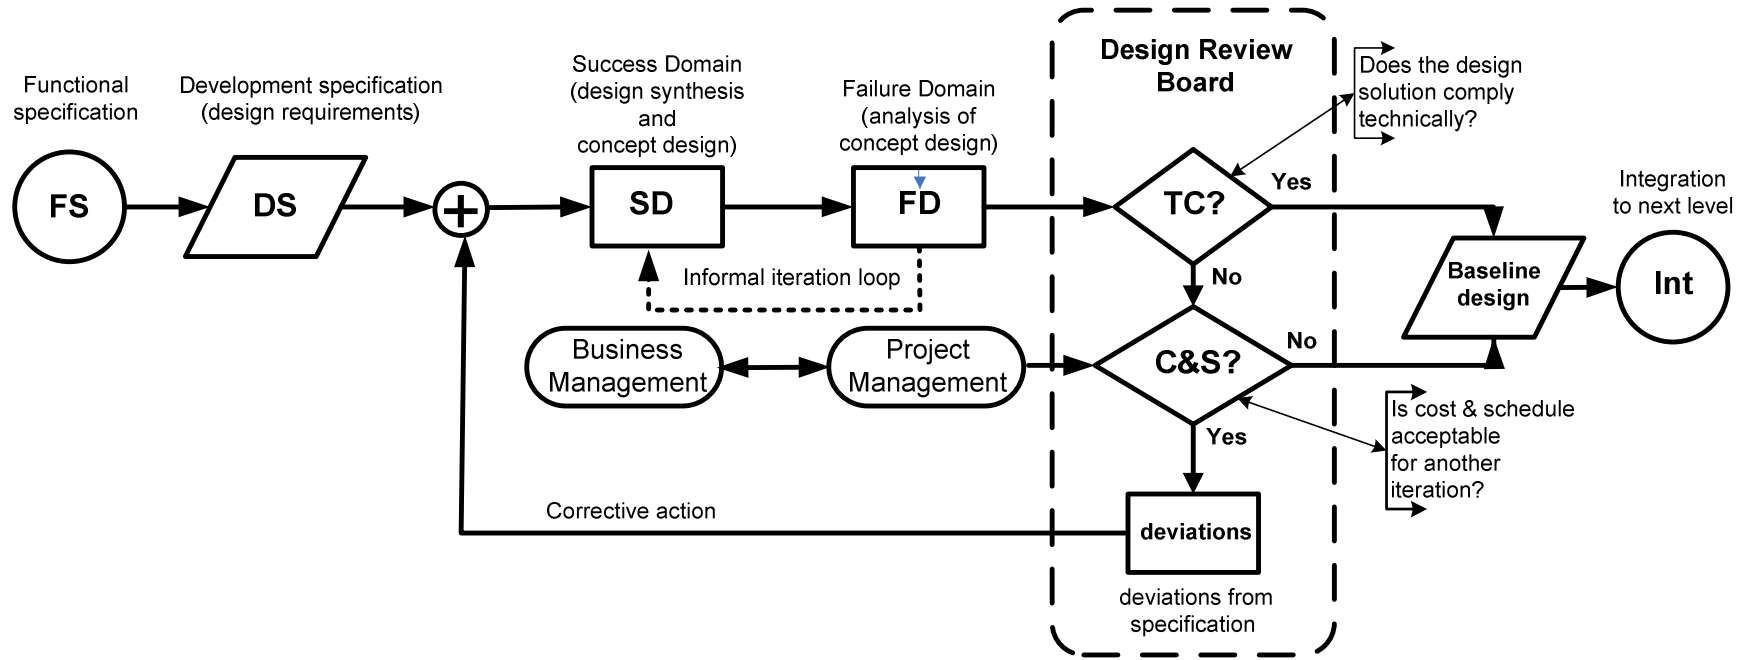 Functional
specification
FS
Development specification
(design requirements)
DS
+
Success Domain
(design synthesis
and
concept design)
SD
Failure Domain
(analysis of
concept design)
FD
Informal iteration loop
Business
Management
Project
Management
Design Review
Board
TC?
Yes
No
Does the design
solution comply
technically?
C&S?
No
Yes
Is cost & schedule
acceptable
for another
iteration?
deviations
deviations from
specification
Corrective action
Baseline
design
Integration
to next level
Int